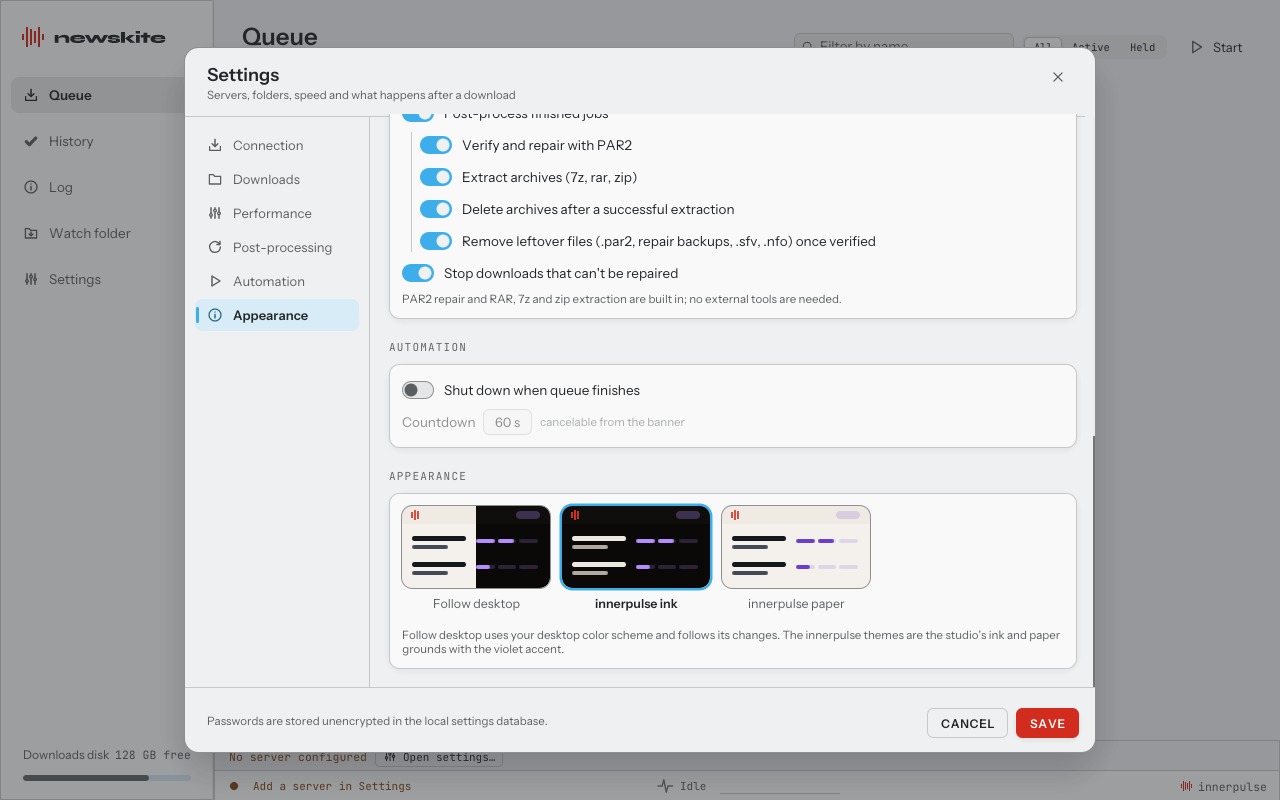 newskite
Queue
Filter by name
All
Active
Held
Start
Queue
History
Log
Watch folder
Settings
Downloads disk 128 GB free
Settings
Servers, folders, speed and what happens after a download
Connection
Downloads
Performance
Post-processing
Automation
Appearance
Post-process finished jobs
Verify and repair with PAR2
Extract archives (7z, rar, zip)
Delete archives after a successful extraction
Remove leftover files (.par2, repair backups, .sfv, .nfo) once verified
Stop downloads that can't be repaired
PAR2 repair and RAR, 7z and zip extraction are built in; no external tools are needed.
AUTOMATION
Shut down when queue finishes
Countdown 60 s cancelable from the banner
APPEARANCE
Follow desktop
innerpulse ink
innerpulse paper
Follow desktop uses your desktop color scheme and follows its changes. The innerpulse themes are the studio's ink and paper
grounds with the violet accent.
Passwords are stored unencrypted in the local settings database.
CANCEL
SAVE
No server configured
Open settings…
Add a server in Settings
Idle
innerpulse